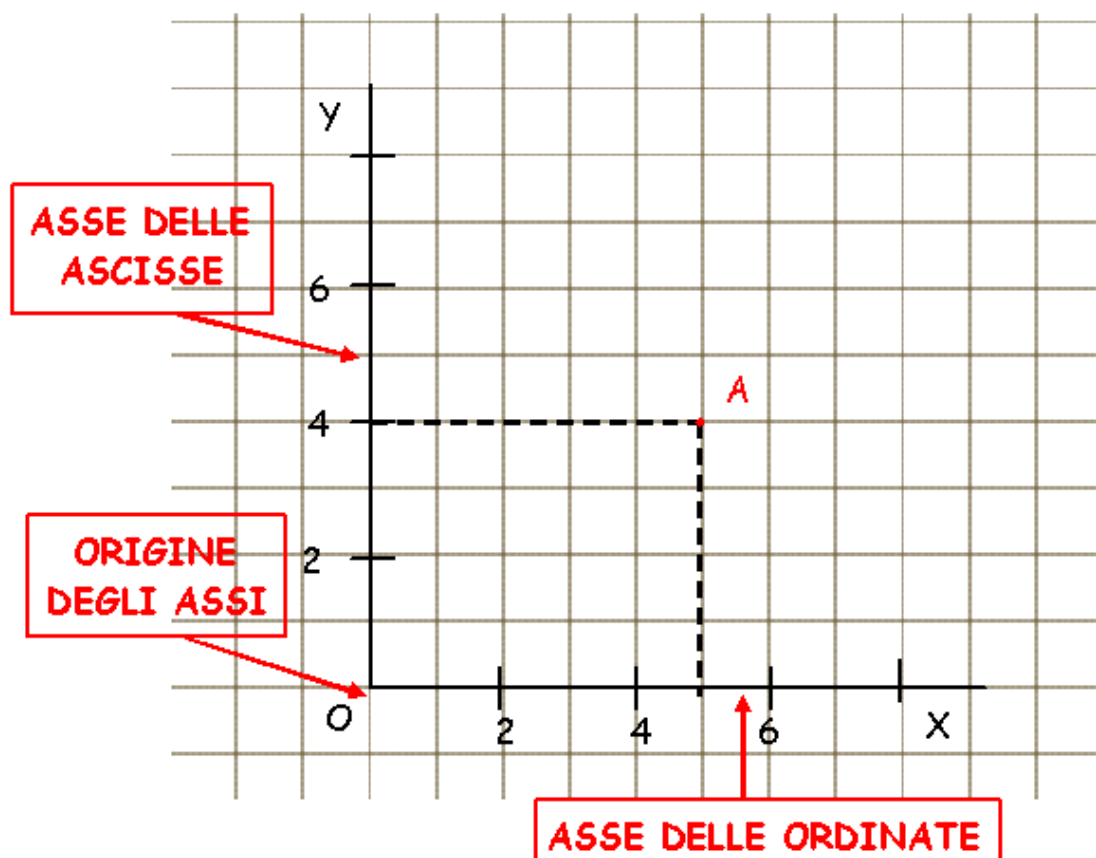 Y
ASSE DELLE
ASCISSE
6
A
4
ORIGINE
DEGLI ASSI
2
O
2 4 6 X
ASSE DELLE ORDINATE